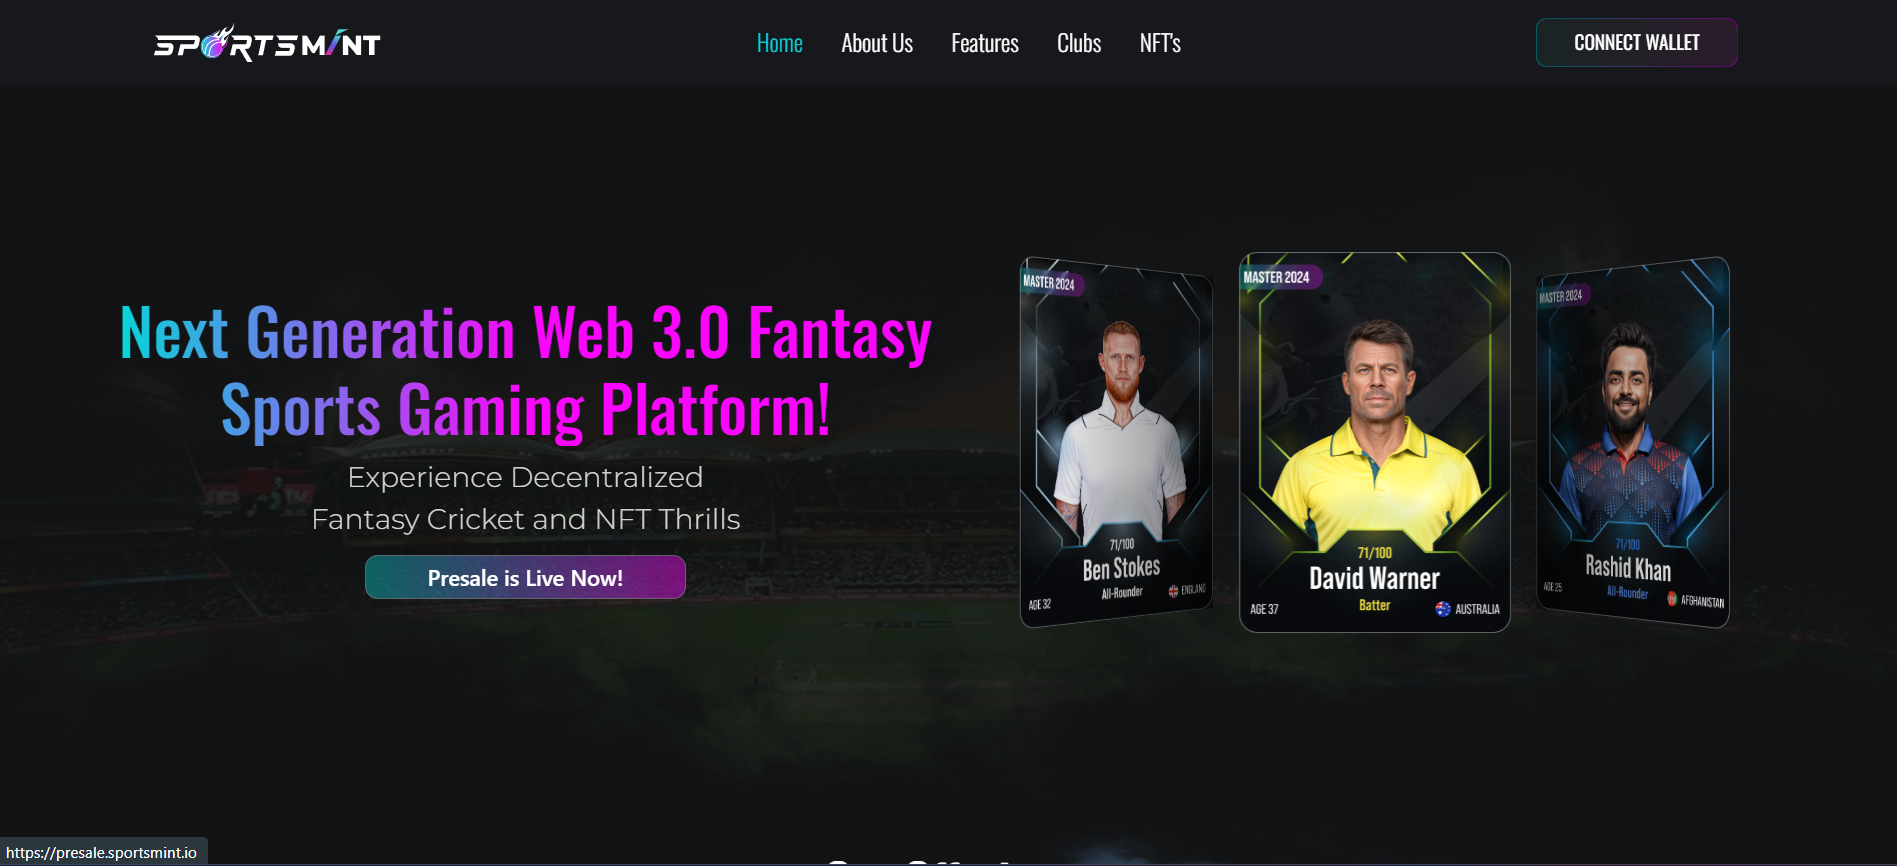 SPORTSMINT
Home
About Us
Features
Clubs
NFT's
CONNECT WALLET
Next Generation Web 3.0 Fantasy
Sports Gaming Platform!
Experience Decentralized
Fantasy Cricket and NFT Thrills
Presale is Live Now!
MASTER 2024
71/100
Ben Stokes
All-Rounder
AGE 32
ENGLAND
MASTER 2024
71/100
David Warner
Batter
AGE 37
AUSTRALIA
MASTER 2024
71/100
Rashid Khan
All-Rounder
AGE 25
AFGHANISTAN
https://presale.sportsmint.io